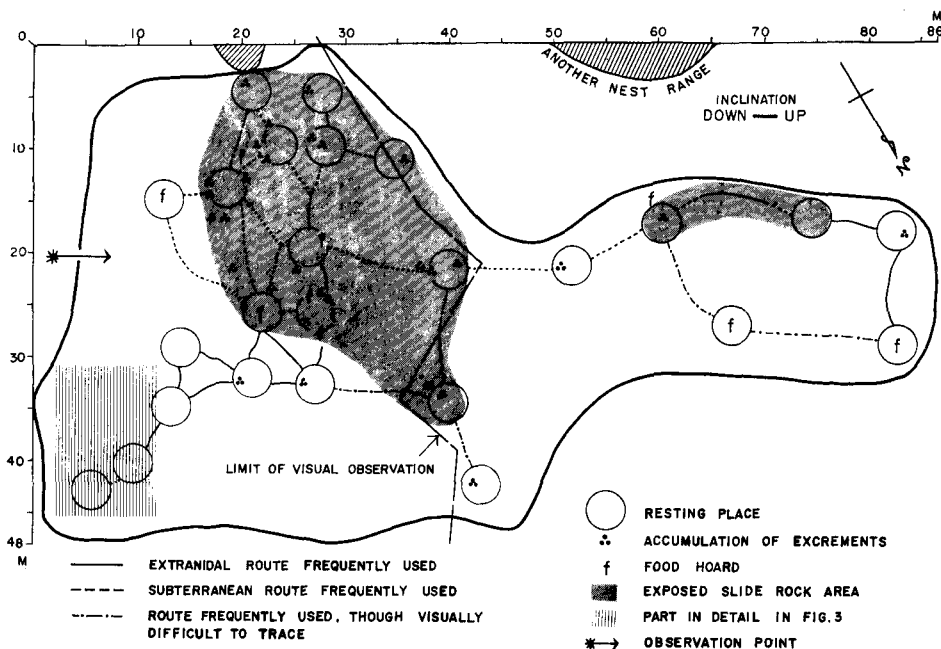 M
0 10 20 30 40 50 60 70 80 86
ANOTHER NEST RANGE
INCLINATION
DOWN — UP
N
10
f
f
20
f
f
f
f
30
LIMIT OF VISUAL OBSERVATION
40
48
M
EXTRANIDAL ROUTE FREQUENTLY USED
SUBTERRANEAN ROUTE FREQUENTLY USED
ROUTE FREQUENTLY USED, THOUGH VISUALLY
DIFFICULT TO TRACE
RESTING PLACE
ACCUMULATION OF EXCREMENTS
f FOOD HOARD
EXPOSED SLIDE ROCK AREA
PART IN DETAIL IN FIG.3
OBSERVATION POINT